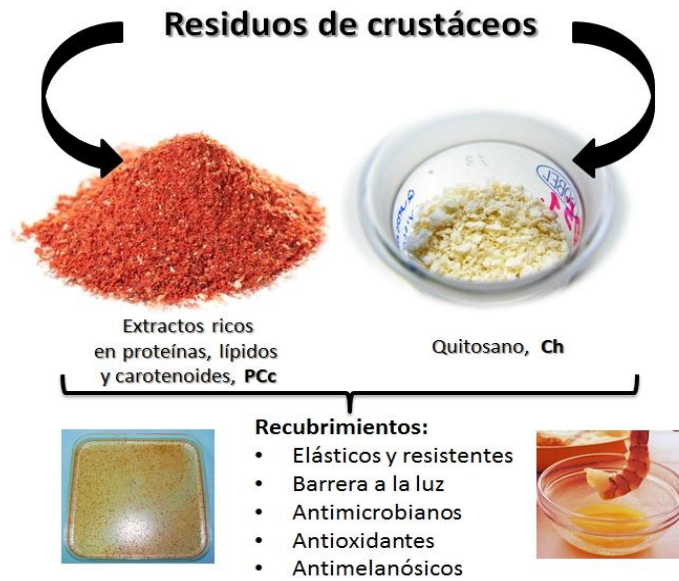 Residuos de crustáceos
Extractos ricos
en proteínas, lípidos
y carotenoides, PCc
Quitosano, Ch
Recubrimientos:
• Elásticos y resistentes
• Barrera a la luz
• Antimicrobianos
• Antioxidantes
• Antimelanósicos